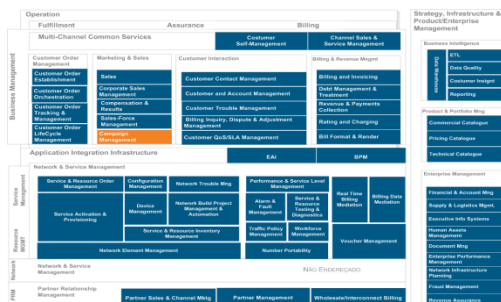 Operation
Fulfillment
Assurance
Billing
Multi-Channel Common Services
Costumer
Self-Management
Channel Sales &
Service Management
Business Management
Customer Order
Management
Customer Order
Establishment
Customer Order
Orchestration
Customer Order
Tracking &
Management
Customer Order
LifeCycle
Management
Marketing & Sales
Sales
Corporate Sales
Management
Compensation &
Results
Sales-Force
Management
Campaign
Management
Customer Interaction
Customer Contact Management
Customer and Account Management
Customer Trouble Management
Billing Inquiry, Dispute & Adjustment
Management
Customer QoS/SLA Management
Billing & Revenue Mngmt
Billing and Invoicing
Debt Management &
Treatment
Revenue & Payments
Collection
Rating and Charging
Bill Format & Render
Application Integration Infrastructure
EAI
BPM
Network & Service Management
Service
Management
Resource
MGMT
Service & Resource Order
Management
Configuration
Management
Network Trouble Mng
Service Activation &
Provisioning
Device
Management
Network Build Project
Management &
Automation
Service & Resource Inventory
Management
Network Element Management
Performance & Service Level
Management
Alarm &
Fault
Management
Service &
Resource
Testing &
Diagnostics
Traffic Policy
Management
Workforce
Management
Number Portability
Real Time
Billing
Mediation
Billing Data
Mediation
Voucher Management
Network
Network & Service
Management
NÃO ENDEREÇADO
PRM
Partner Relationship
Management
Partner Sales & Channel Mktg
Partner Management
Wholesale/Interconnect Billing
Strategy, Infrastructure &
Product/Enterprise
Management
Business Intelligence
Data Warehouse
ETL
Data Quality
Costumer Insight
Reporting
Product & Portfolio Mng
Commercial Catalogue
Pricing Catalogue
Technical Catalogue
Enterprise Management
Financial & Account Mng
Supply & Logistics Mgmt.
Executive Info Systems
Human Assets
Management
Document Mng
Enterprise Performance
Management
Network Infrastructure
Planning
Fraud Management
Revenue Assurance